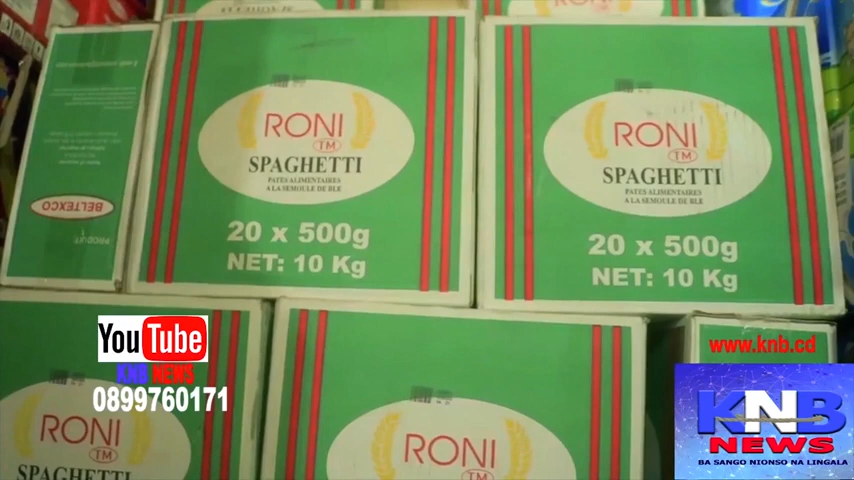 RONI
TM
SPAGHETTI
PATES ALIMENTAIRES
A LA SEMOULE DE BLE
20 x 500g
NET: 10 Kg
RONI
TM
SPAGHETTI
PATES ALIMENTAIRES
A LA SEMOULE DE BLE
20 x 500g
NET: 10 Kg
BELTEXCO
PRODUIT
YouTube
KNB NEWS
0899760171
RONI
TM
SPAGHETTI
RONI
TM
www.knb.cd
KNB
NEWS
BA SANGO NIONSO NA LINGALA